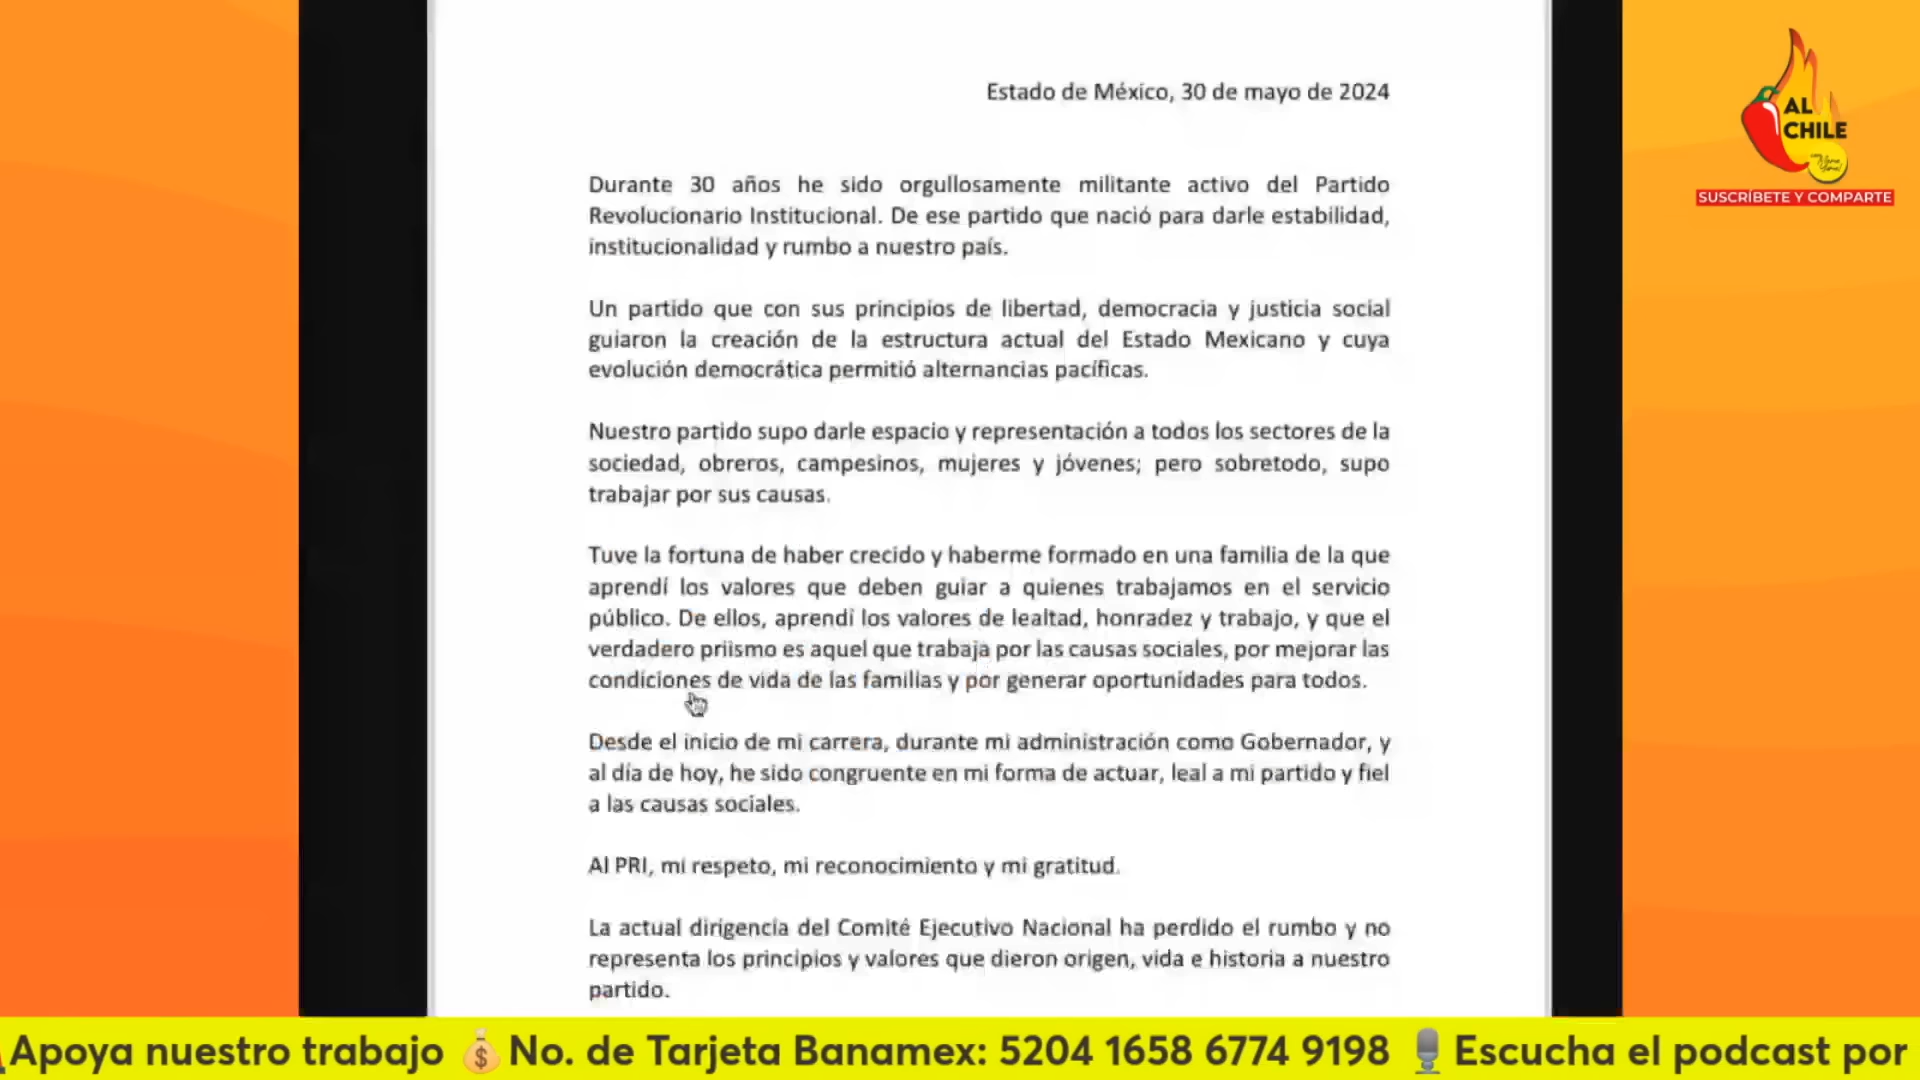 Estado de México, 30 de mayo de 2024
AL
CHILE
SUSCRÍBETE Y COMPARTE
Durante 30 años he sido orgullosamente militante activo del Partido
Revolucionario Institucional. De ese partido que nació para darle estabilidad,
institucionalidad y rumbo a nuestro país.
Un partido que con sus principios de libertad, democracia y justicia social
guiaron la creación de la estructura actual del Estado Mexicano y cuya
evolución democrática permitió alternancias pacíficas.
Nuestro partido supo darle espacio y representación a todos los sectores de la
sociedad, obreros, campesinos, mujeres y jóvenes; pero sobretodo, supo
trabajar por sus causas.
Tuve la fortuna de haber crecido y haberme formado en una familia de la que
aprendí los valores que deben guiar a quienes trabajamos en el servicio
público. De ellos, aprendí los valores de lealtad, honradez y trabajo, y que el
verdadero priismo es aquel que trabaja por las causas sociales, por mejorar las
condiciones de vida de las familias y por generar oportunidades para todos.
Desde el inicio de mi carrera, durante mi administración como Gobernador, y
al día de hoy, he sido congruente en mi forma de actuar, leal a mi partido y fiel
a las causas sociales.
Al PRI, mi respeto, mi reconocimiento y mi gratitud.
La actual dirigencia del Comité Ejecutivo Nacional ha perdido el rumbo y no
representa los principios y valores que dieron origen, vida e historia a nuestro
partido.
Apoya nuestro trabajo No. de Tarjeta Banamex: 5204 1658 6774 9198 Escucha el podcast por